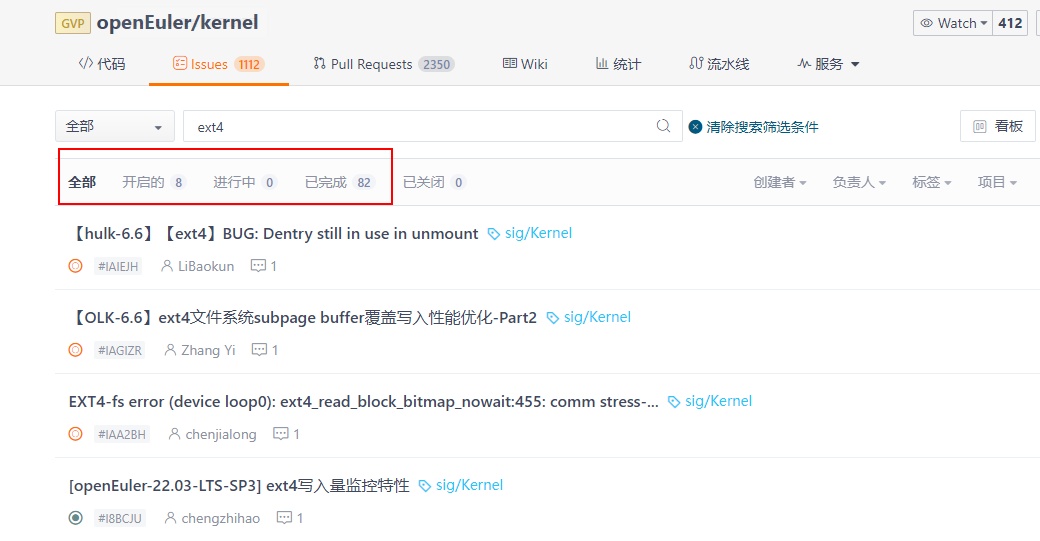 GVP openEuler/kernel Watch 412
代码 Issues 1112 Pull Requests 2350 Wiki 统计 流水线 服务
全部 ext4 清除搜索筛选条件 看板
全部 开启的 8 进行中 0 已完成 82 已关闭 0 创建者 负责人 标签 项目
【hulk-6.6】【ext4】BUG: Dentry still in use in unmount sig/Kernel
#IAIEJH LiBaokun 1
【OLK-6.6】ext4文件系统subpage buffer覆盖写入性能优化-Part2 sig/Kernel
#IAGIZR Zhang Yi 1
EXT4-fs error (device loop0): ext4_read_block_bitmap_nowait:455: comm stress-... sig/Kernel
#IAA2BH chenjialong 1
[openEuler-22.03-LTS-SP3] ext4写入量监控特性 sig/Kernel
#I8BCJU chengzhihao 1